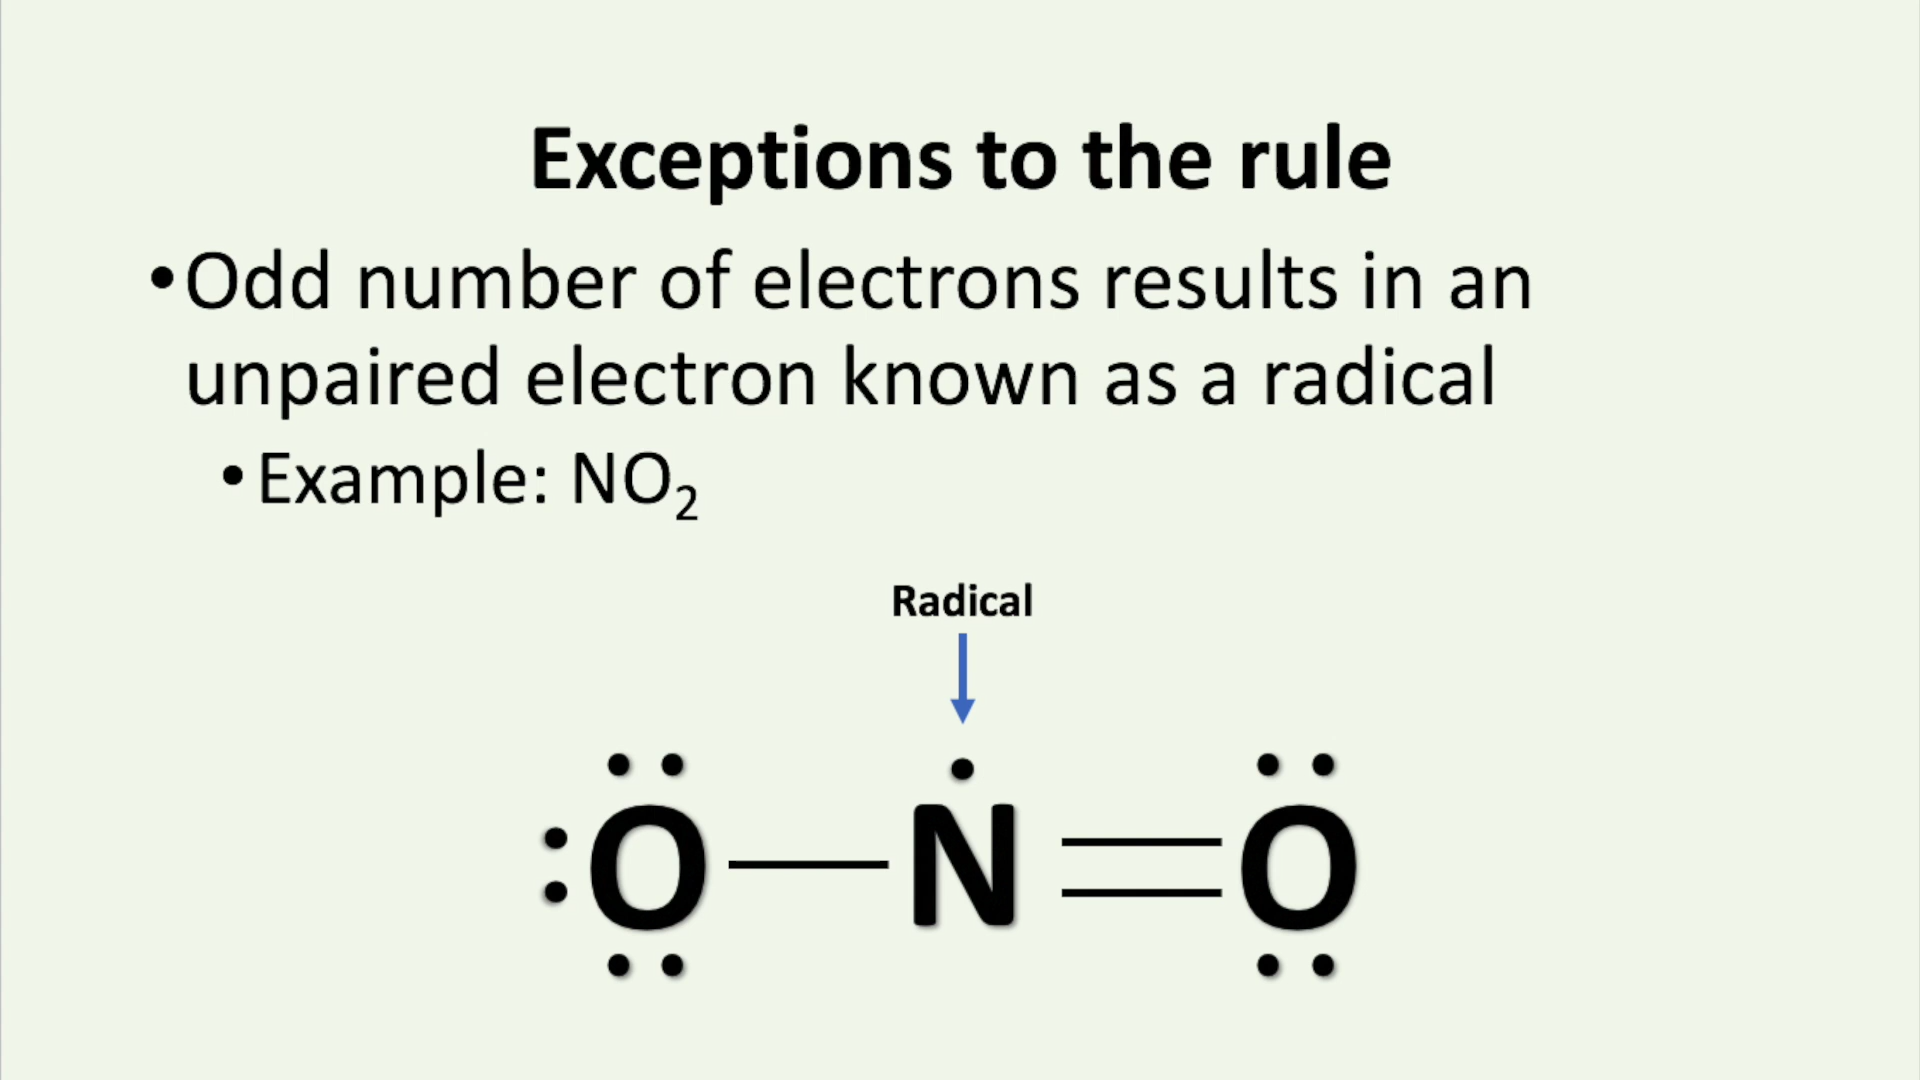 Exceptions to the rule
•Odd number of electrons results in an
unpaired electron known as a radical
•Example: NO₂
Radical
:O—N=O